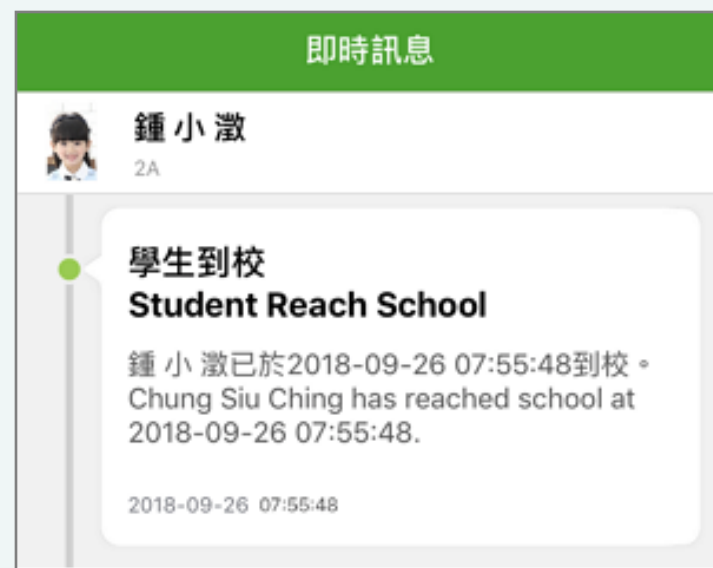 即時訊息
鍾 小 澂
2A
學生到校
Student Reach School
鍾 小 澂已於2018-09-26 07:55:48到校。
Chung Siu Ching has reached school at
2018-09-26 07:55:48.
2018-09-26 07:55:48